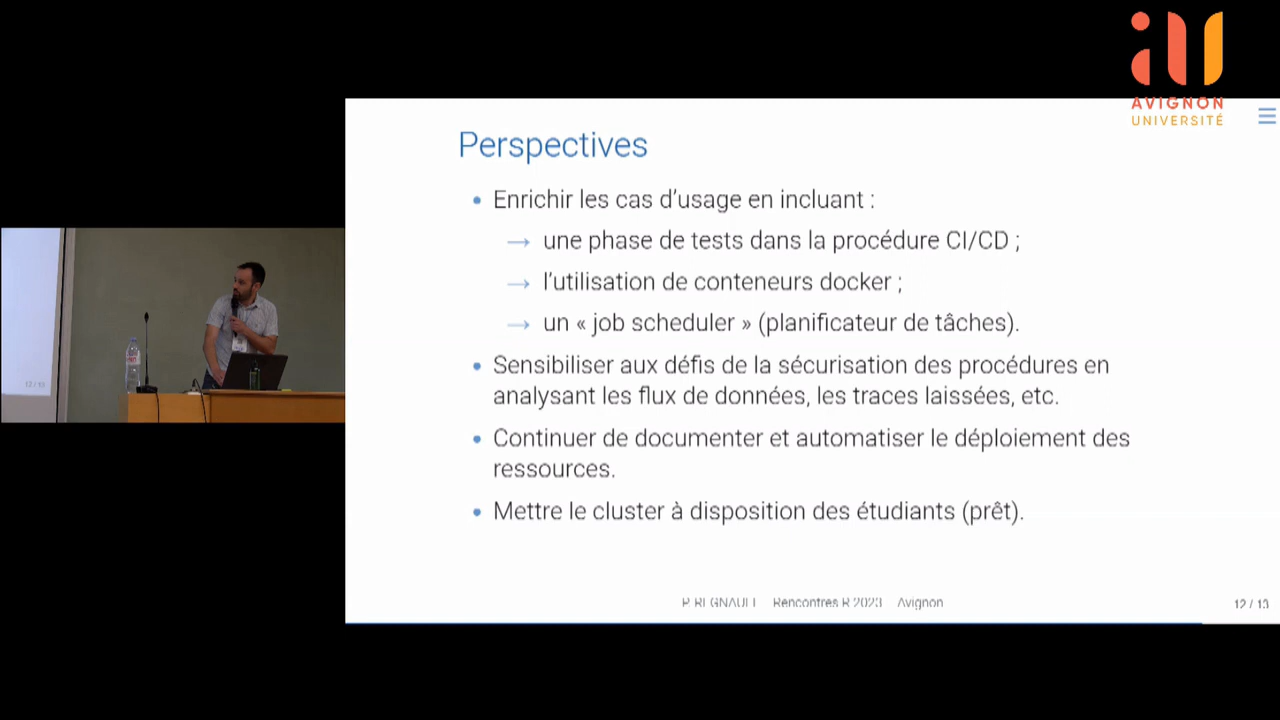 AVIGNON
UNIVERSITÉ
Perspectives
• Enrichir les cas d’usage en incluant :
→ une phase de tests dans la procédure CI/CD ;
→ l’utilisation de conteneurs docker ;
→ un « job scheduler » (planificateur de tâches).
• Sensibiliser aux défis de la sécurisation des procédures en
analysant les flux de données, les traces laissées, etc.
• Continuer de documenter et automatiser le déploiement des
ressources.
• Mettre le cluster à disposition des étudiants (prêt).
P. REGNAULT Rencontres R 2023 Avignon
12 / 13
12 / 13